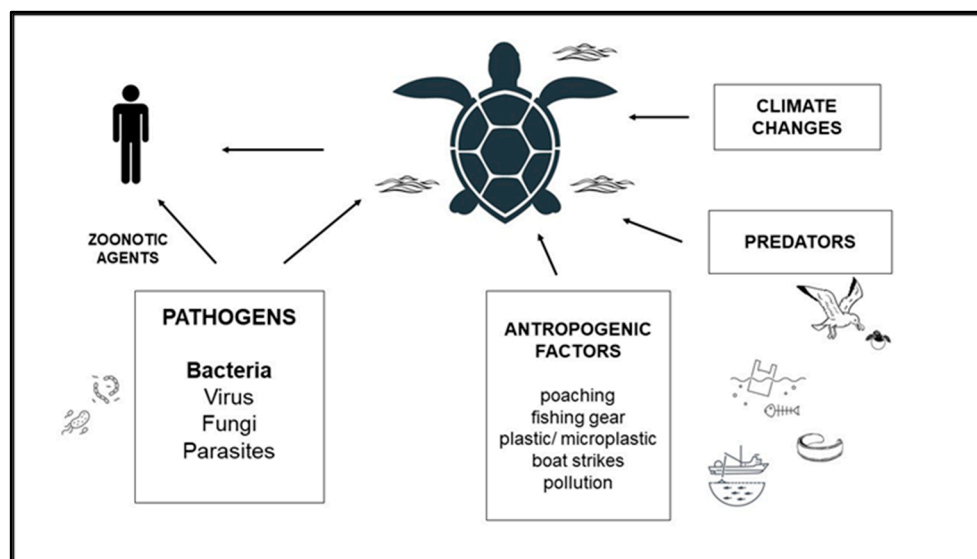 CLIMATE
CHANGES
ZOONOTIC
AGENTS
PREDATORS
PATHOGENS
Bacteria
Virus
Fungi
Parasites
ANTROPOGENIC
FACTORS
poaching
fishing gear
plastic/ microplastic
boat strikes
pollution